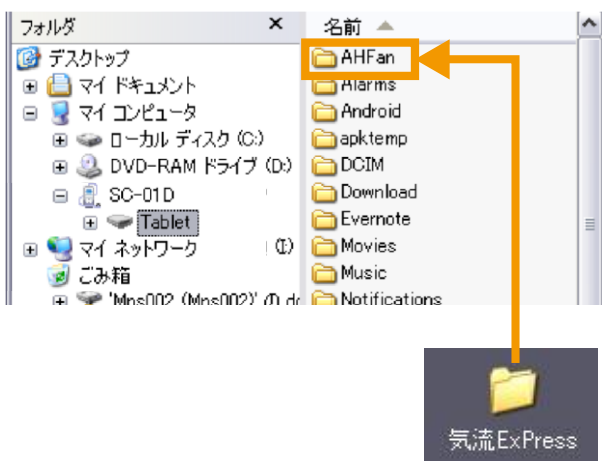 フォルダ
デスクトップ
マイ ドキュメント
マイ コンピュータ
ローカル ディスク (C:)
DVD-RAM ドライブ (D:)
SC-01D
Tablet
マイ ネットワーク (I:)
ごみ箱
'Mns002 (Mns002)' の
名前
AHFan
Alarms
Android
apktemp
DCIM
Download
Evernote
Movies
Music
Notifications
気流ExPress